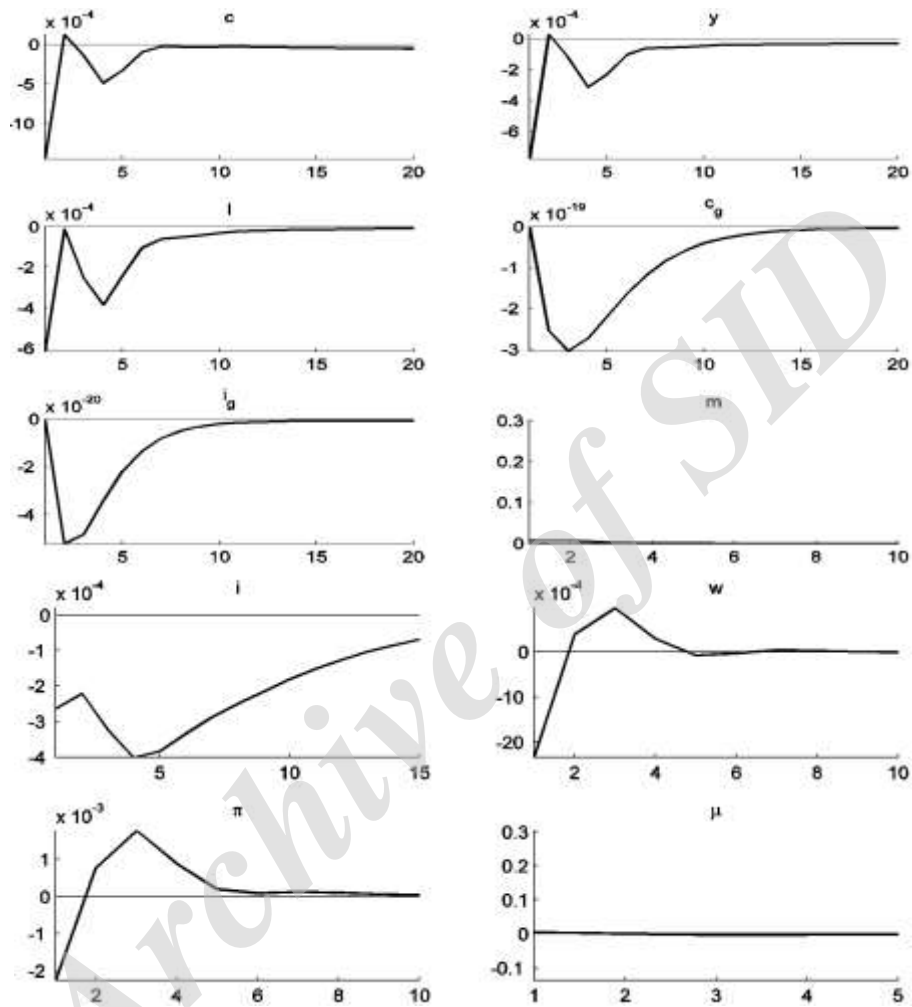 c
x 10⁻⁴
0
-5
-10
5 10 15 20
y
x 10⁻⁴
0
-2
-4
-6
5 10 15 20
l
x 10⁻⁴
0
-2
-4
-6
5 10 15 20
c_g
x 10⁻¹⁹
0
-1
-2
-3
5 10 15 20
i_g
x 10⁻²⁰
0
-2
-4
5 10 15 20
m
0.3
0.2
0.1
0
2 4 6 8 10
i
x 10⁻⁴
0
-1
-2
-3
-4
5 10 15
w
x 10⁻⁴
0
-10
-20
2 4 6 8 10
π
x 10⁻³
1
0
-1
-2
2 4 6 8 10
μ
0.3
0.2
0.1
0
-0.1
1 2 3 4 5
Archive of SID